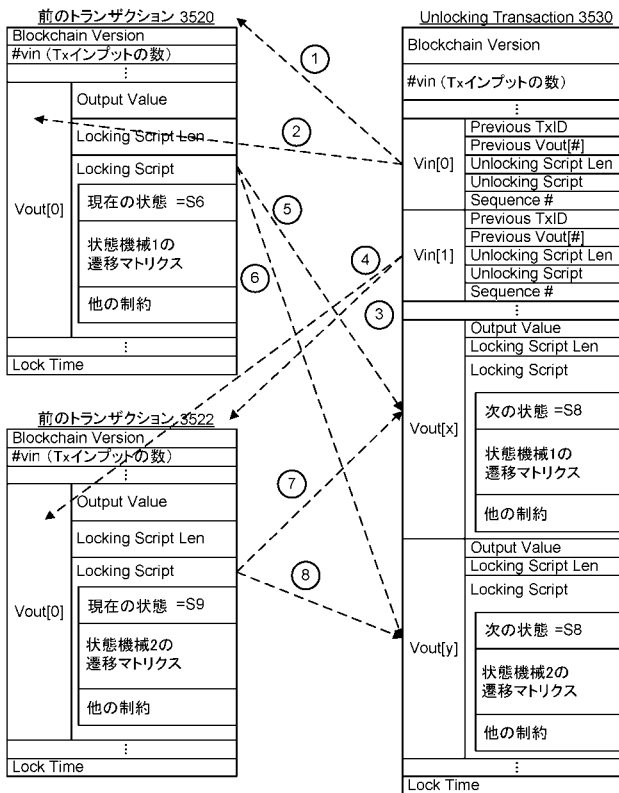 前のトランザクション 3520
Blockchain Version
#vin (Txインプットの数)
⋮
Vout[0]
Output Value
Locking Script Len
Locking Script
現在の状態 =S6
状態機械1の
遷移マトリクス
他の制約
⋮
Lock Time
前のトランザクション 3522
Blockchain Version
#vin (Txインプットの数)
⋮
Vout[0]
Output Value
Locking Script Len
Locking Script
現在の状態 =S9
状態機械2の
遷移マトリクス
他の制約
⋮
Lock Time
1
2
5
4
6
3
7
8
Unlocking Transaction 3530
Blockchain Version
#vin (Txインプットの数)
⋮
Vin[0]
Previous TxID
Previous Vout[#]
Unlocking Script Len
Unlocking Script
Sequence #
Vin[1]
Previous TxID
Previous Vout[#]
Unlocking Script Len
Unlocking Script
Sequence #
⋮
Vout[x]
Output Value
Locking Script Len
Locking Script
次の状態 =S8
状態機械1の
遷移マトリクス
他の制約
Vout[y]
Output Value
Locking Script Len
Locking Script
次の状態 =S8
状態機械2の
遷移マトリクス
他の制約
⋮
Lock Time